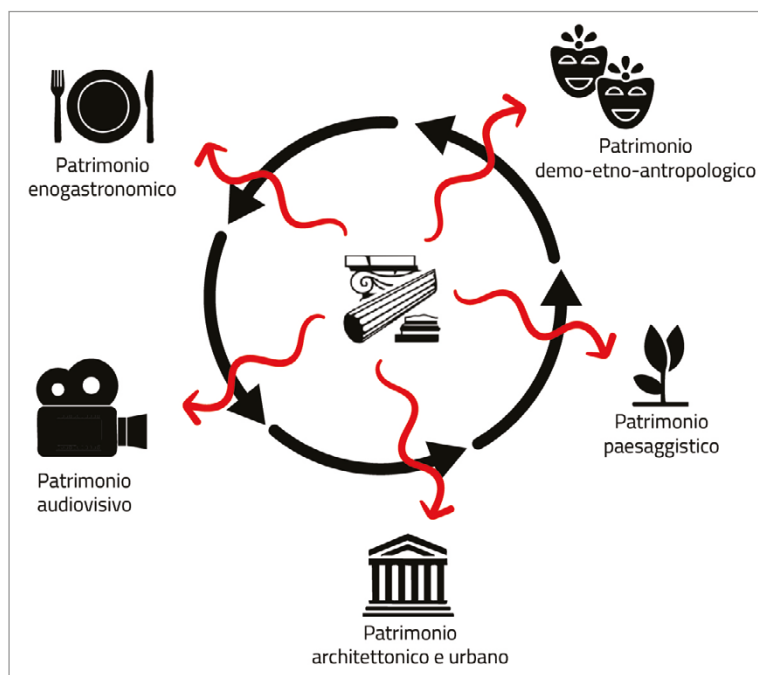 Patrimonio
enogastronomico
Patrimonio
demo-etno-antropologico
Patrimonio
audiovisivo
Patrimonio
paesaggistico
Patrimonio
architettonico e urbano